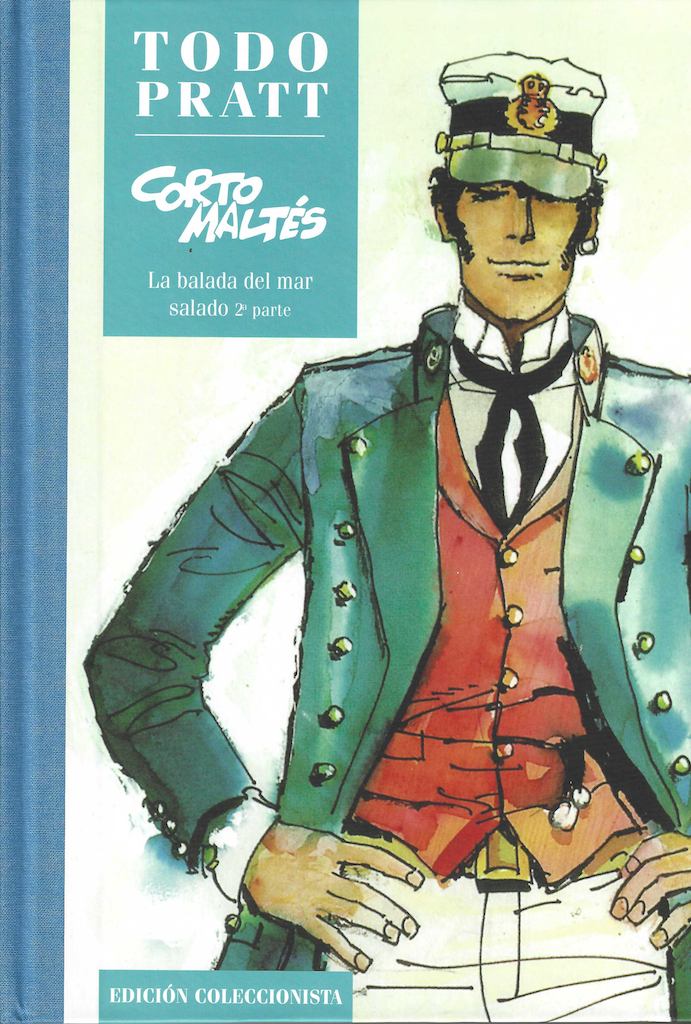 TODO
PRATT
CORTO
MALTÉS
La balada del mar
salado 2ª parte
EDICIÓN COLECCIONISTA